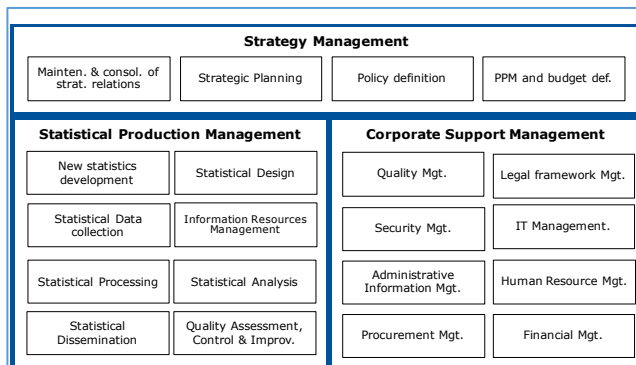 Strategy Management
Mainten. & consol. of
strat. relations
Strategic Planning
Policy definition
PPM and budget def.
Statistical Production Management
New statistics
development
Statistical Design
Statistical Data
collection
Information Resources
Management
Statistical Processing
Statistical Analysis
Statistical
Dissemination
Quality Assessment,
Control & Improv.
Corporate Support Management
Quality Mgt.
Legal framework Mgt.
Security Mgt.
IT Management.
Administrative
Information Mgt.
Human Resource Mgt.
Procurement Mgt.
Financial Mgt.